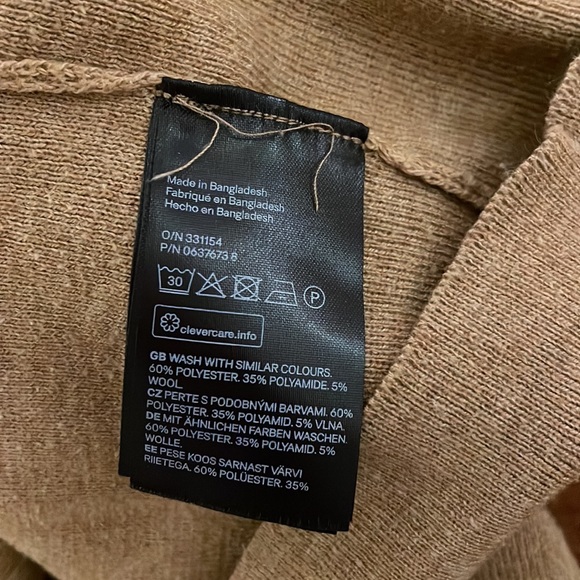 Made in Bangladesh
Fabriqué en Bangladesh
Hecho en Bangladesh
O/N 331154
P/N 0637673 8
30
P
clevercare.info
GB WASH WITH SIMILAR COLOURS.
60% POLYESTER. 35% POLYAMIDE. 5%
WOOL.
CZ PERTE S PODOBNÝMI BARVAMI. 60%
POLYESTER. 35% POLYAMID. 5% VLNA.
DE MIT ÄHNLICHEN FARBEN WASCHEN.
60% POLYESTER. 35% POLYAMID. 5%
WOLLE.
EE PESE KOOS SARNAST VÄRVI
RIIETEGA. 60% POLÜESTER. 35%